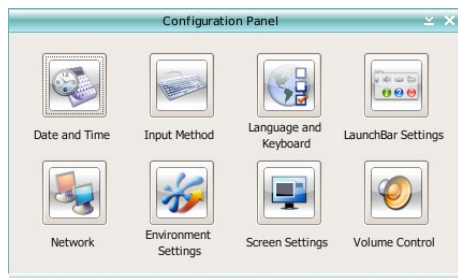 Configuration Panel
Date and Time
Input Method
Language and
Keyboard
LaunchBar Settings
Network
Environment
Settings
Screen Settings
Volume Control